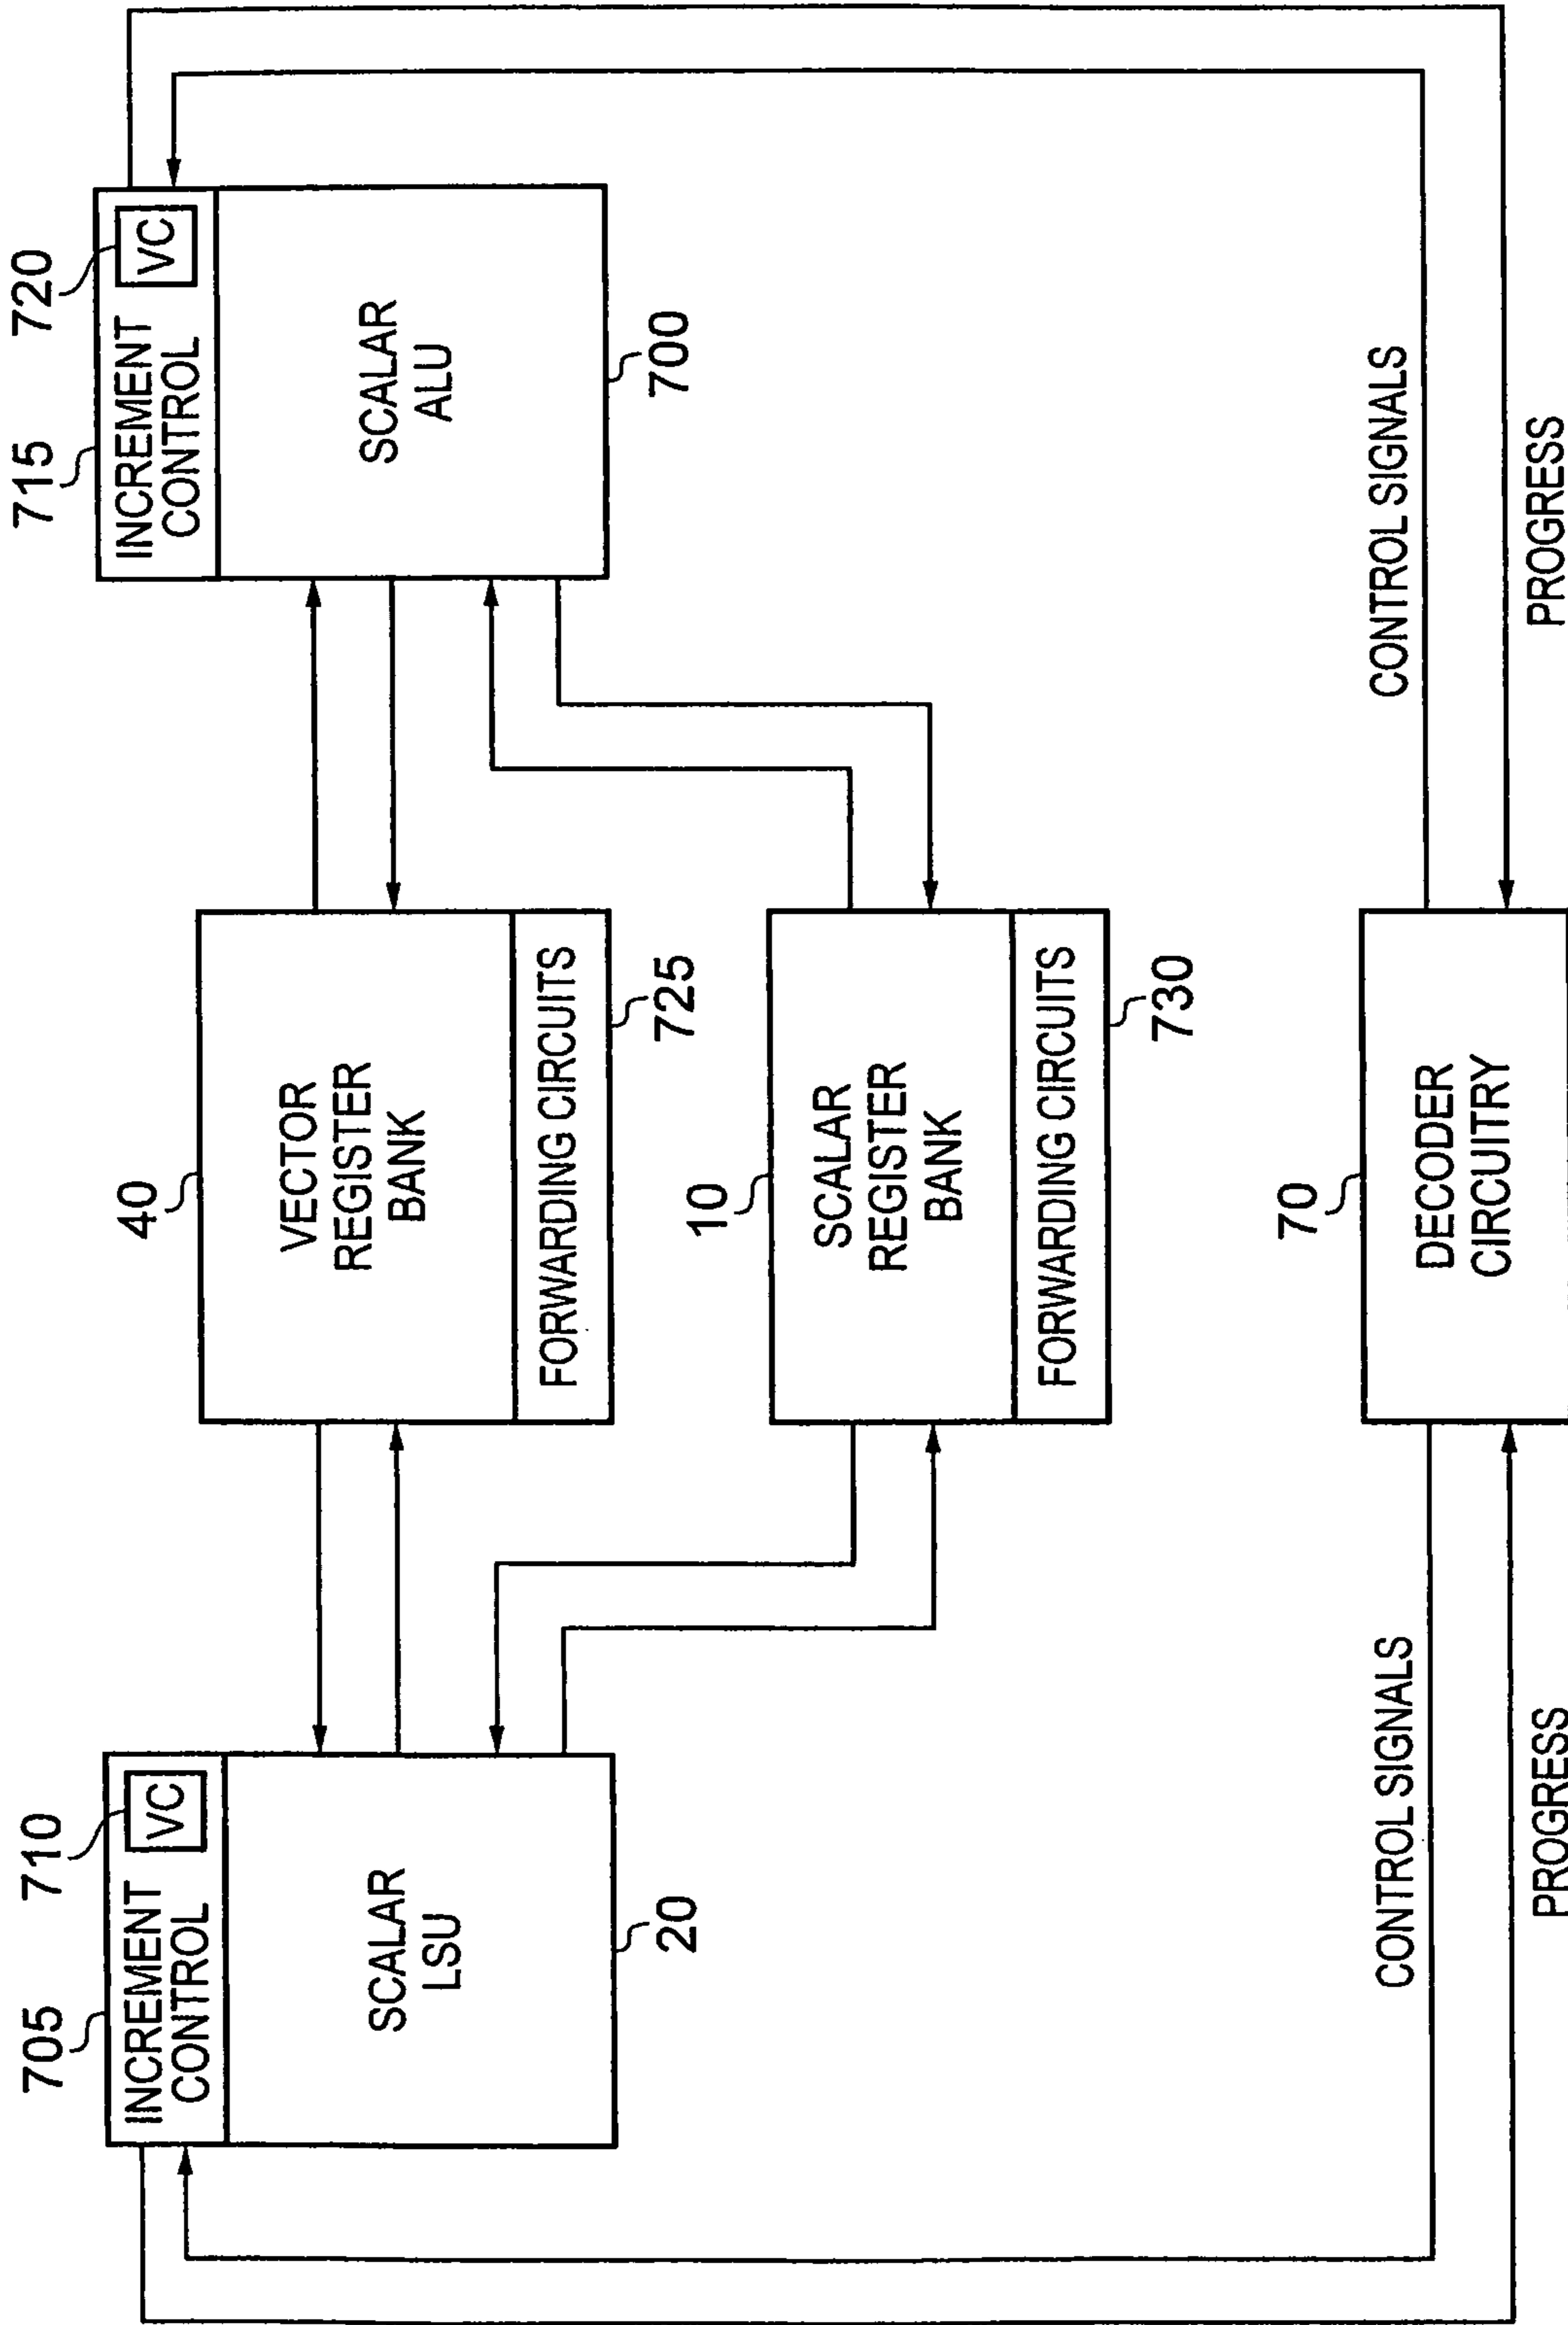 705
710
INCREMENT
CONTROL
VC
SCALAR
LSU
20
40
VECTOR
REGISTER
BANK
FORWARDING CIRCUITS
725
715
720
INCREMENT
CONTROL
VC
SCALAR
ALU
700
10
SCALAR
REGISTER
BANK
FORWARDING CIRCUITS
730
CONTROL SIGNALS
PROGRESS
70
DECODER
CIRCUITRY
CONTROL SIGNALS
PROGRESS